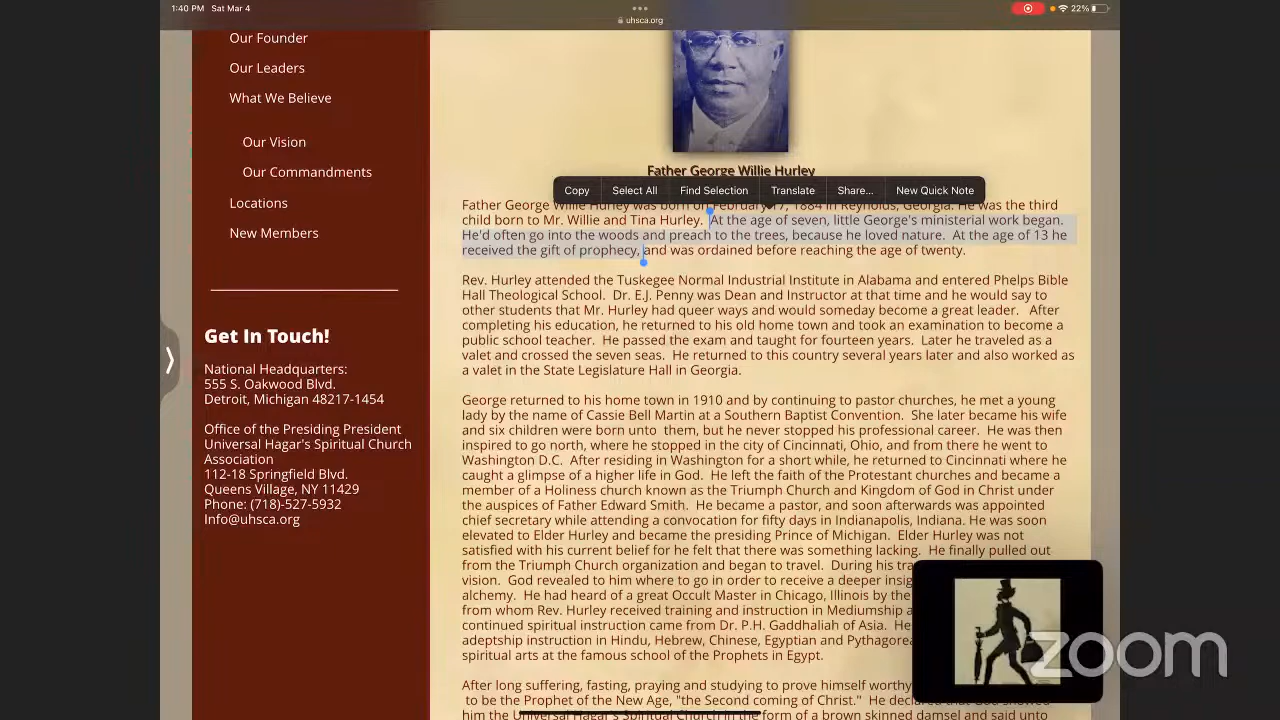 1:40 PM Sat Mar 4
uhsca.org
22%
Our Founder
Our Leaders
What We Believe
Our Vision
Our Commandments
Locations
New Members
Get In Touch!
National Headquarters:
555 S. Oakwood Blvd.
Detroit, Michigan 48217-1454
Office of the Presiding President
Universal Hagar's Spiritual Church
Association
112-18 Springfield Blvd.
Queens Village, NY 11429
Phone: (718)-527-5932
Info@uhsca.org
Father George Willie Hurley
Copy Select All Find Selection Translate Share... New Quick Note
Father George Willie Hurley was born on February 17, 1884 in Reynolds, Georgia. He was the third
child born to Mr. Willie and Tina Hurley. At the age of seven, little George's ministerial work began.
He'd often go into the woods and preach to the trees, because he loved nature. At the age of 13 he
received the gift of prophecy, and was ordained before reaching the age of twenty.
Rev. Hurley attended the Tuskegee Normal Industrial Institute in Alabama and entered Phelps Bible
Hall Theological School. Dr. E.J. Penny was Dean and Instructor at that time and he would say to
other students that Mr. Hurley had queer ways and would someday become a great leader. After
completing his education, he returned to his old home town and took an examination to become a
public school teacher. He passed the exam and taught for fourteen years. Later he traveled as a
valet and crossed the seven seas. He returned to this country several years later and also worked as
a valet in the State Legislature Hall in Georgia.
George returned to his home town in 1910 and by continuing to pastor churches, he met a young
lady by the name of Cassie Bell Martin at a Southern Baptist Convention. She later became his wife
and six children were born unto them, but he never stopped his professional career. He was then
inspired to go north, where he stopped in the city of Cincinnati, Ohio, and from there he went to
Washington D.C. After residing in Washington for a short while, he returned to Cincinnati where he
caught a glimpse of a higher life in God. He left the faith of the Protestant churches and became a
member of a Holiness church known as the Triumph Church and Kingdom of God in Christ under
the auspices of Father Edward Smith. He became a pastor, and soon afterwards was appointed
chief secretary while attending a convocation for fifty days in Indianapolis, Indiana. He was soon
elevated to Elder Hurley and became the presiding Prince of Michigan. Elder Hurley was not
satisfied with his current belief for he felt that there was something lacking. He finally pulled out
from the Triumph Church organization and began to travel. During his
vision. God revealed to him where to go in order to receive a deeper
alchemy. He had heard of a great Occult Master in Chicago, Illinois by the
from whom Rev. Hurley received training and instruction in Mediumship
continued spiritual instruction came from Dr. P.H. Gaddhaliah of Asia.
adeptship instruction in Hindu, Hebrew, Chinese, Egyptian and
spiritual arts at the famous school of the Prophets in Egypt.
After long suffering, fasting, praying and studying to prove himself worthy
to be the Prophet of the New Age, "the Second coming of Christ." He declared that God showed
him the Universal Hagar's Spiritual Church in the form of a brown skinned damsel and said unto
zoom